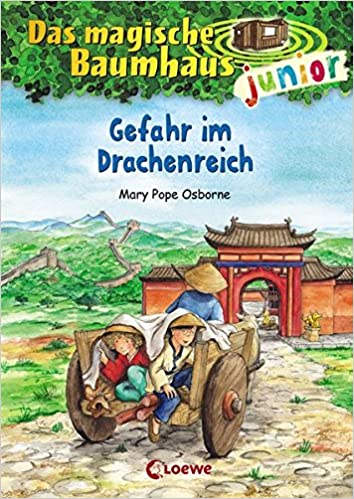 Das magische
Baumhaus
junior
Gefahr im
Drachenreich
Mary Pope Osborne
Loewe